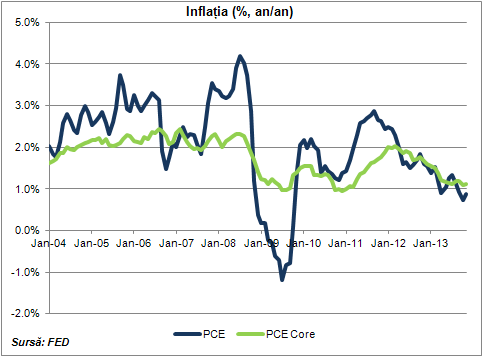 Inflația (%, an/an)
5.0%
4.0%
3.0%
2.0%
1.0%
0.0%
Jan-04 Jan-05 Jan-06 Jan-07 Jan-08 Jan-09 Jan-10 Jan-11 Jan-12 Jan-13
-1.0%
-2.0%
PCE PCE Core
Sursă: FED